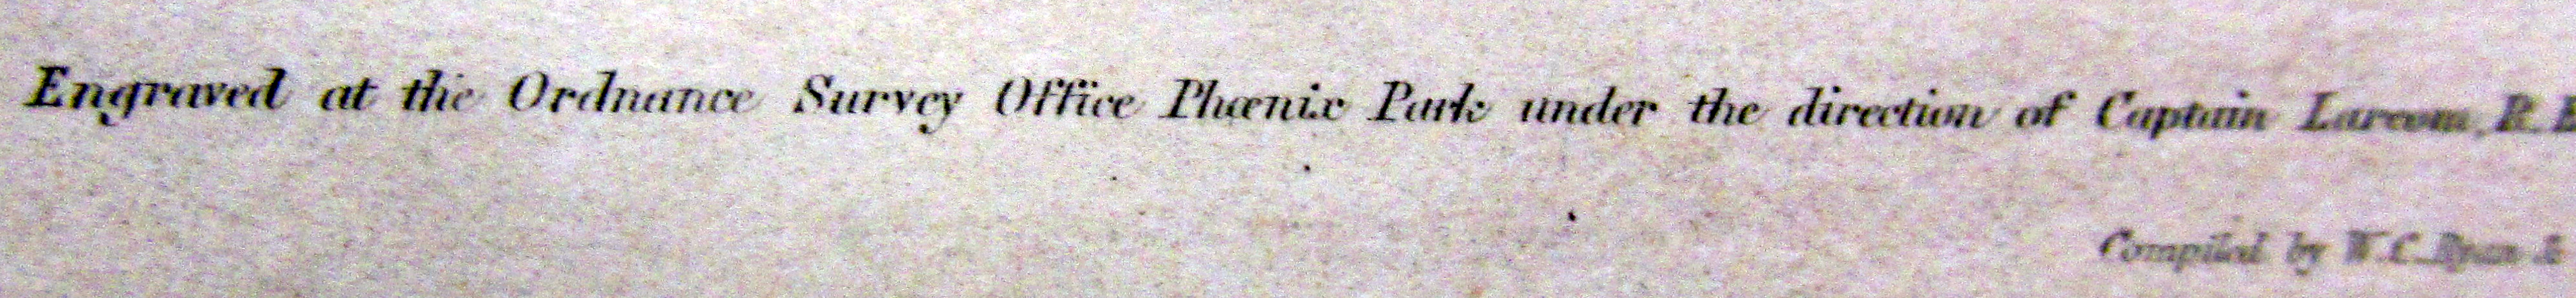 Engraved at the Ordnance Survey Office Phœnix Park under the direction of Captain Larcom, R.E
Compiled by W.C. Ryan &